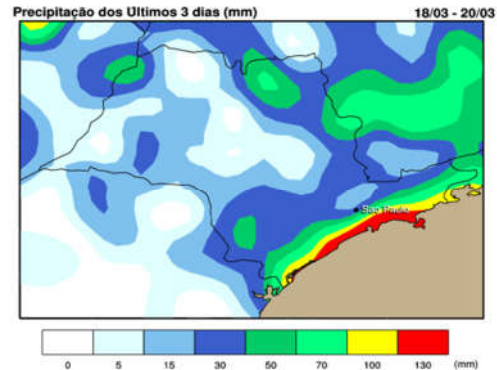 Precipitação dos Últimos 3 dias (mm) 18/03 - 20/03
São Paulo
0 5 15 30 50 70 100 130 (mm)